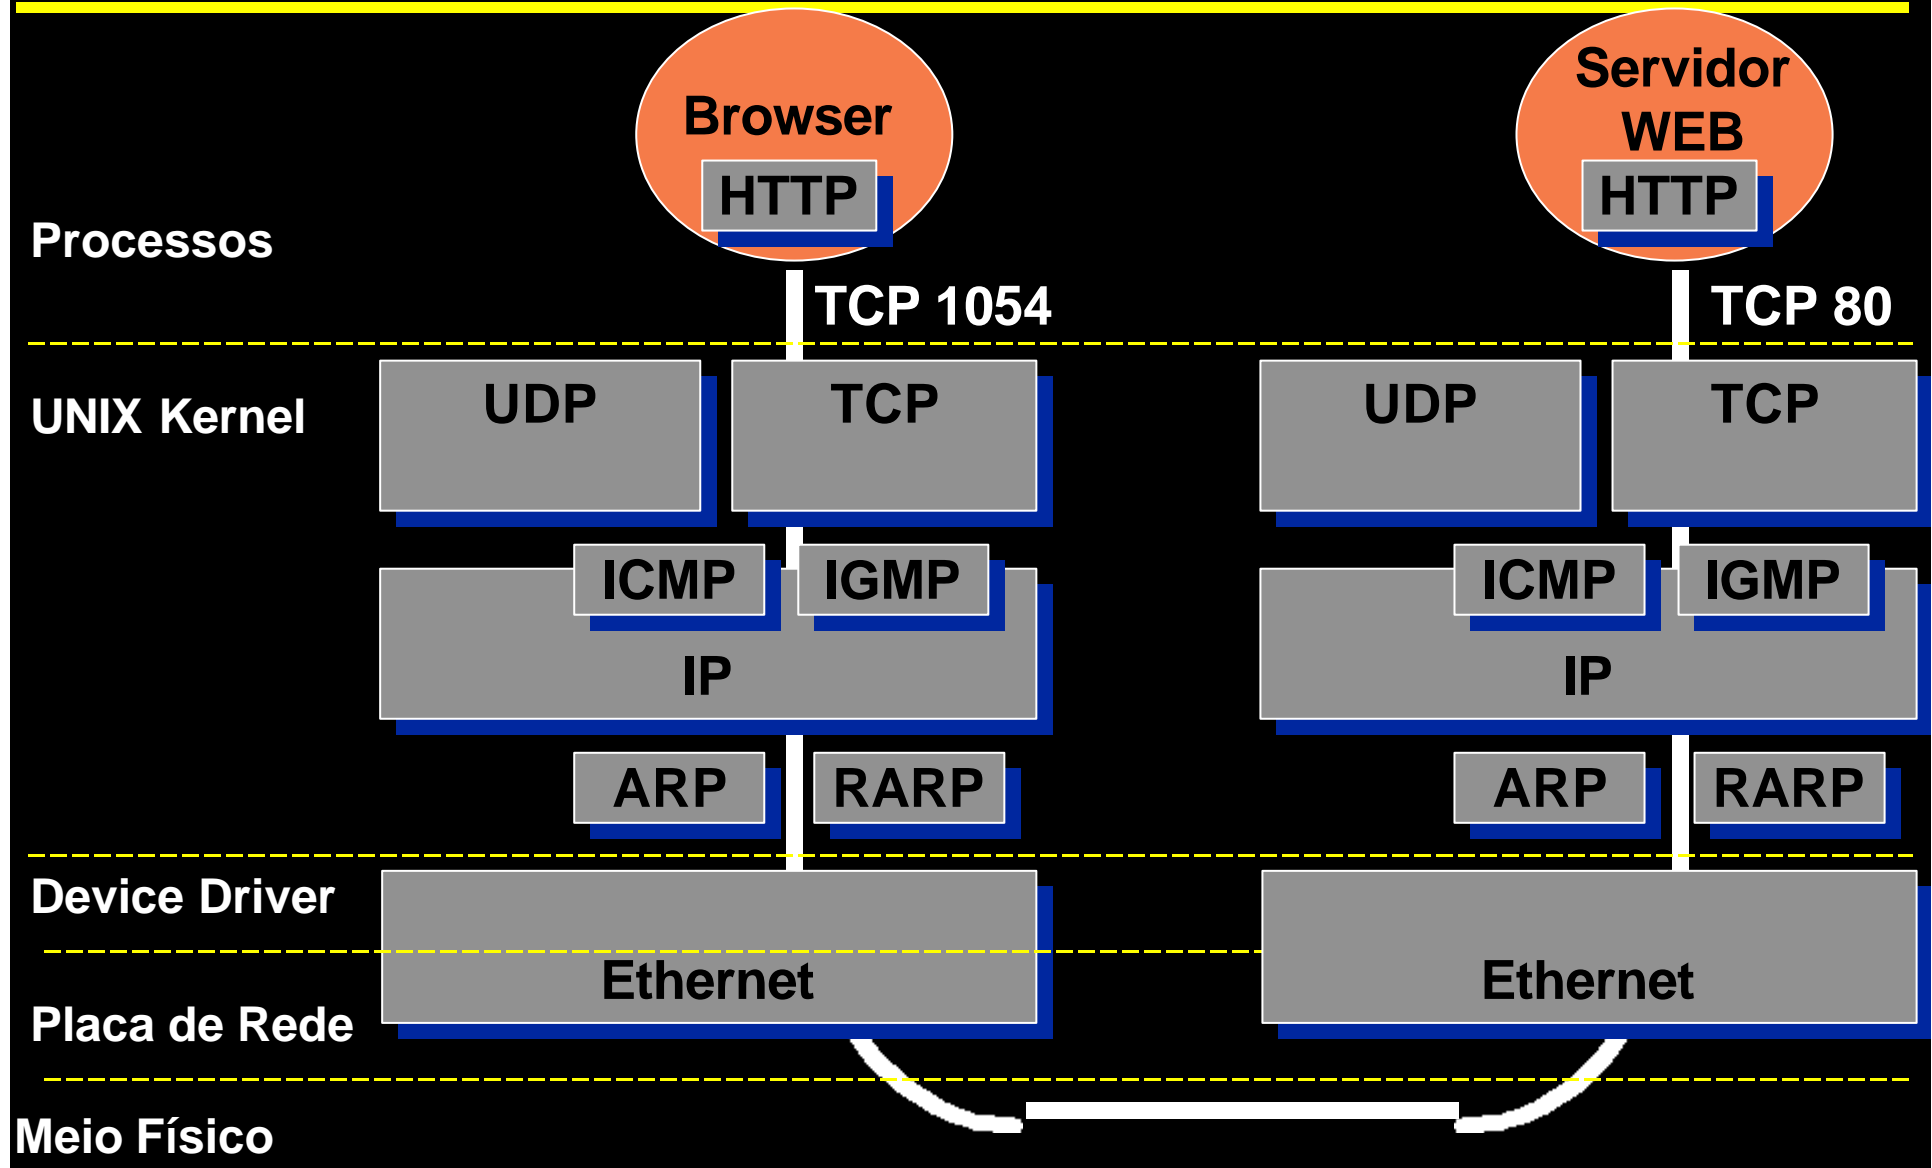 Browser
HTTP
Servidor
WEB
HTTP
Processos
TCP 1054
TCP 80
UNIX Kernel
UDP
TCP
UDP
TCP
ICMP
IGMP
ICMP
IGMP
IP
IP
ARP
RARP
ARP
RARP
Device Driver
Ethernet
Ethernet
Placa de Rede
Meio Físico